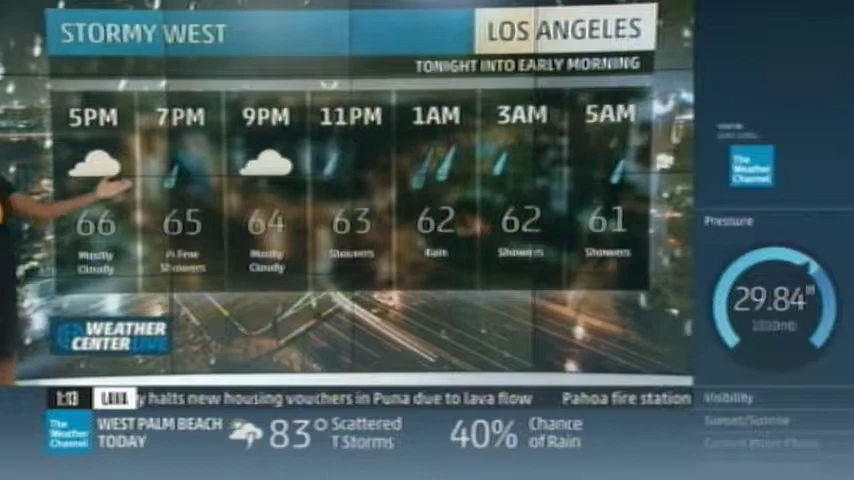 STORMY WEST
LOS ANGELES
TONIGHT INTO EARLY MORNING
5PM 7PM 9PM 11PM 1AM 3AM 5AM
66 65 64 63 62 62 61
Mostly Cloudy
A Few Showers
Mostly Cloudy
Showers
Rain
Showers
Showers
WEATHER
CENTER LIVE
The
Weather
Channel
Pressure
29.84"
Visibility
Sunset/Sunrise
1:13 LAVA y halts new housing vouchers in Puna due to lava flow Pahoa fire station
The
Weather
Channel
WEST PALM BEACH
TODAY
83° Scattered
T'Storms
40% Chance
of Rain